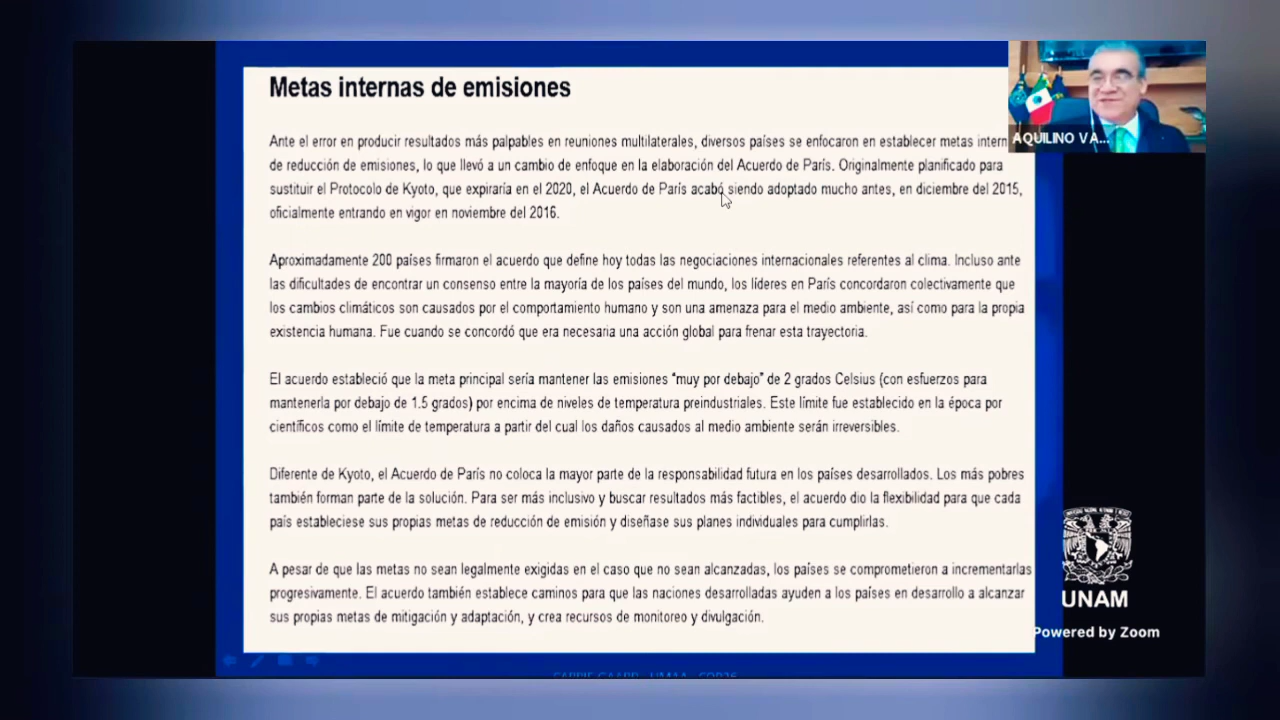 Metas internas de emisiones
AQUILINO VA...
Ante el error en producir resultados más palpables en reuniones multilaterales, diversos países se enfocaron en establecer metas intern
de reducción de emisiones, lo que llevó a un cambio de enfoque en la elaboración del Acuerdo de París. Originalmente planificado para
sustituir el Protocolo de Kyoto, que expiraría en el 2020, el Acuerdo de París acabó siendo adoptado mucho antes, en diciembre del 2015,
oficialmente entrando en vigor en noviembre del 2016.
Aproximadamente 200 países firmaron el acuerdo que define hoy todas las negociaciones internacionales referentes al clima. Incluso ante
las dificultades de encontrar un consenso entre la mayoría de los países del mundo, los líderes en París concordaron colectivamente que
los cambios climáticos son causados por el comportamiento humano y son una amenaza para el medio ambiente, así como para la propia
existencia humana. Fue cuando se concordó que era necesaria una acción global para frenar esta trayectoria.
El acuerdo estableció que la meta principal sería mantener las emisiones “muy por debajo” de 2 grados Celsius (con esfuerzos para
mantenerla por debajo de 1.5 grados) por encima de niveles de temperatura preindustriales. Este límite fue establecido en la época por
científicos como el límite de temperatura a partir del cual los daños causados al medio ambiente serán irreversibles.
Diferente de Kyoto, el Acuerdo de París no coloca la mayor parte de la responsabilidad futura en los países desarrollados. Los más pobres
también forman parte de la solución. Para ser más inclusivo y buscar resultados más factibles, el acuerdo dio la flexibilidad para que cada
país estableciese sus propias metas de reducción de emisión y diseñase sus planes individuales para cumplirlas.
A pesar de que las metas no sean legalmente exigidas en el caso que no sean alcanzadas, los países se comprometieron a incrementarlas
progresivamente. El acuerdo también establece caminos para que las naciones desarrolladas ayuden a los países en desarrollo a alcanzar
sus propias metas de mitigación y adaptación, y crea recursos de monitoreo y divulgación.
UNAM
Powered by Zoom